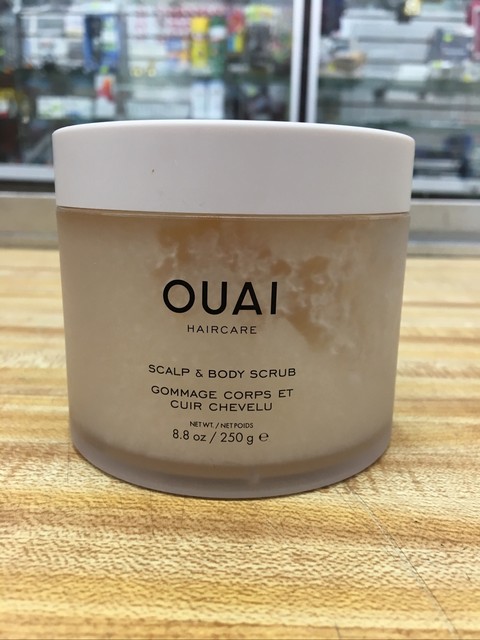 OUAI
HAIRCARE
SCALP & BODY SCRUB
GOMMAGE CORPS ET
CUIR CHEVELU
NET WT. / NET POIDS
8.8 oz / 250 g ℮